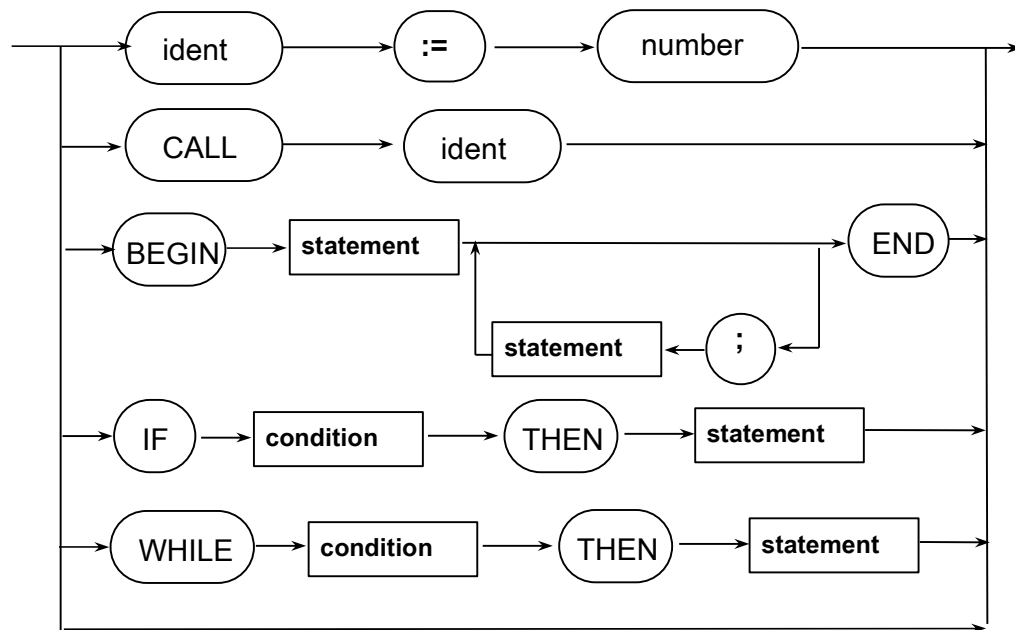 ident := number
CALL ident
BEGIN statement END
statement ;
IF condition THEN statement
WHILE condition THEN statement